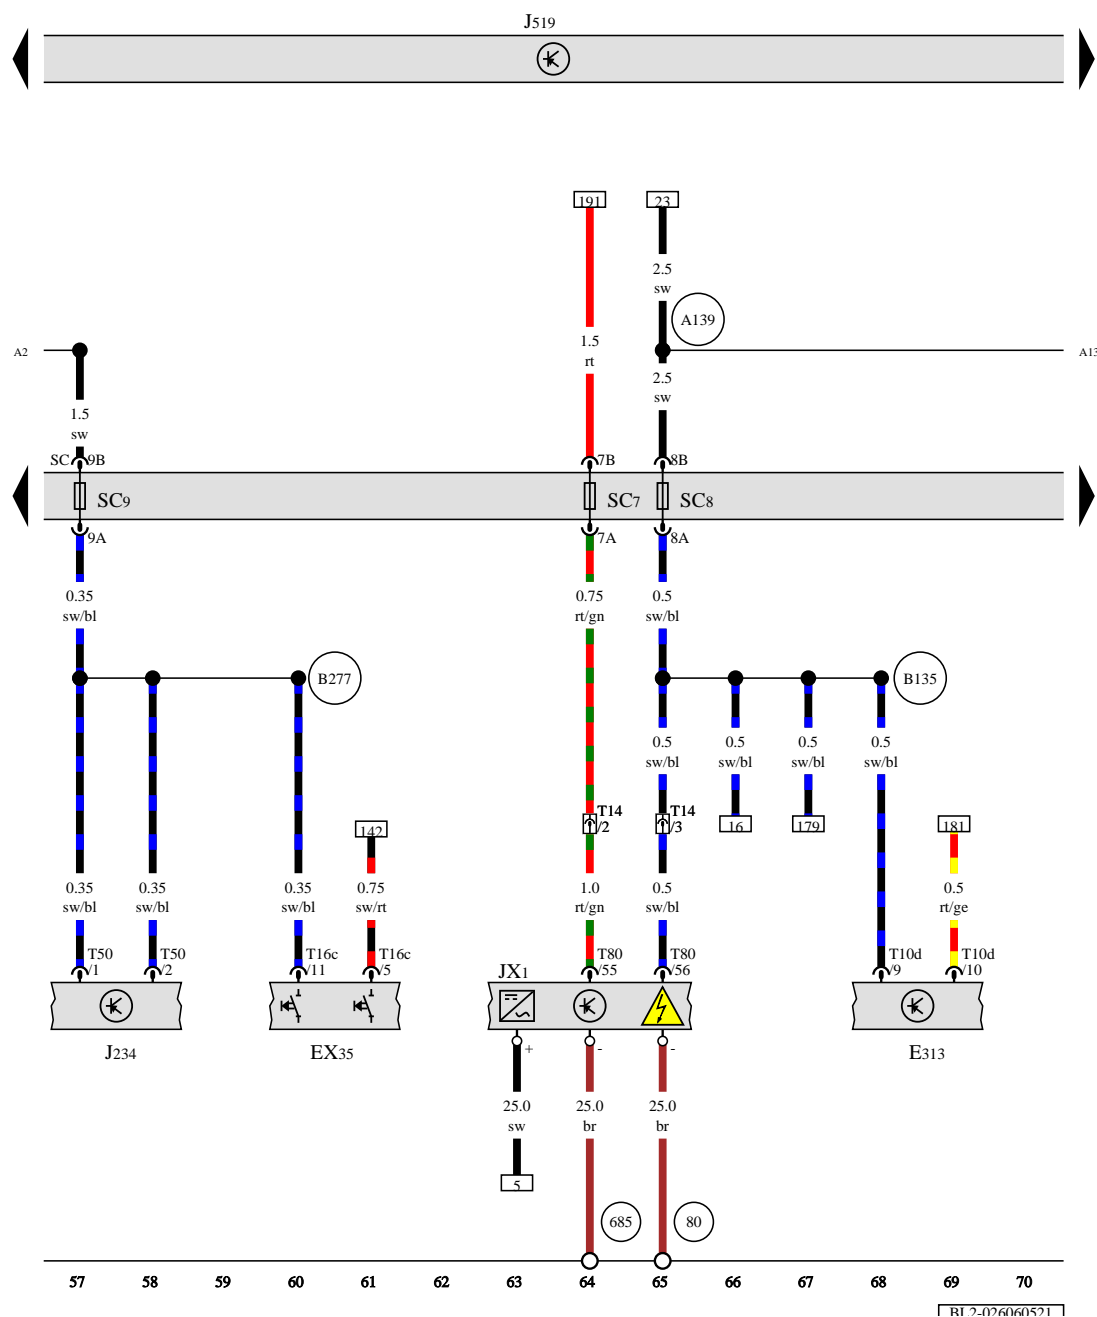 J519
191
23
2.5
sw
A139
A2
A13
1.5
rt
2.5
sw
1.5
sw
SC
9B
7B
8B
SC9
SC7
SC8
9A
7A
8A
0.35
sw/bl
0.75
rt/gn
0.5
sw/bl
B277
B135
0.5
sw/bl
0.5
sw/bl
0.5
sw/bl
0.5
sw/bl
T14
/2
T14
/3
142
16
179
181
0.35
sw/bl
0.35
sw/bl
0.35
sw/bl
0.75
sw/rt
1.0
rt/gn
0.5
sw/bl
0.5
rt/ge
T50
/1
T50
/2
T16c
/11
T16c
/5
T80
/55
T80
/56
T10d
/9
T10d
/10
JX1
J234
EX35
E313
+
-
-
25.0
sw
25.0
br
25.0
br
5
685
80
57 58 59 60 61 62 63 64 65 66 67 68 69 70
BL2-026060521